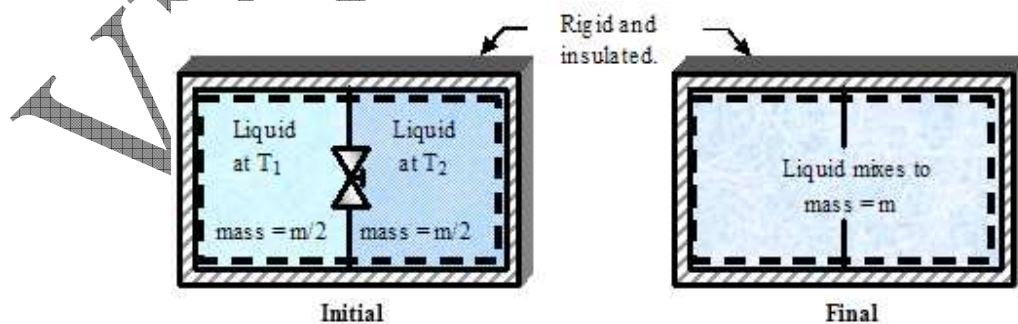 Rigid and
insulated.
Liquid
at T₁
Liquid
at T₂
mass = m/2
mass = m/2
Liquid mixes to
mass = m
Initial
Final